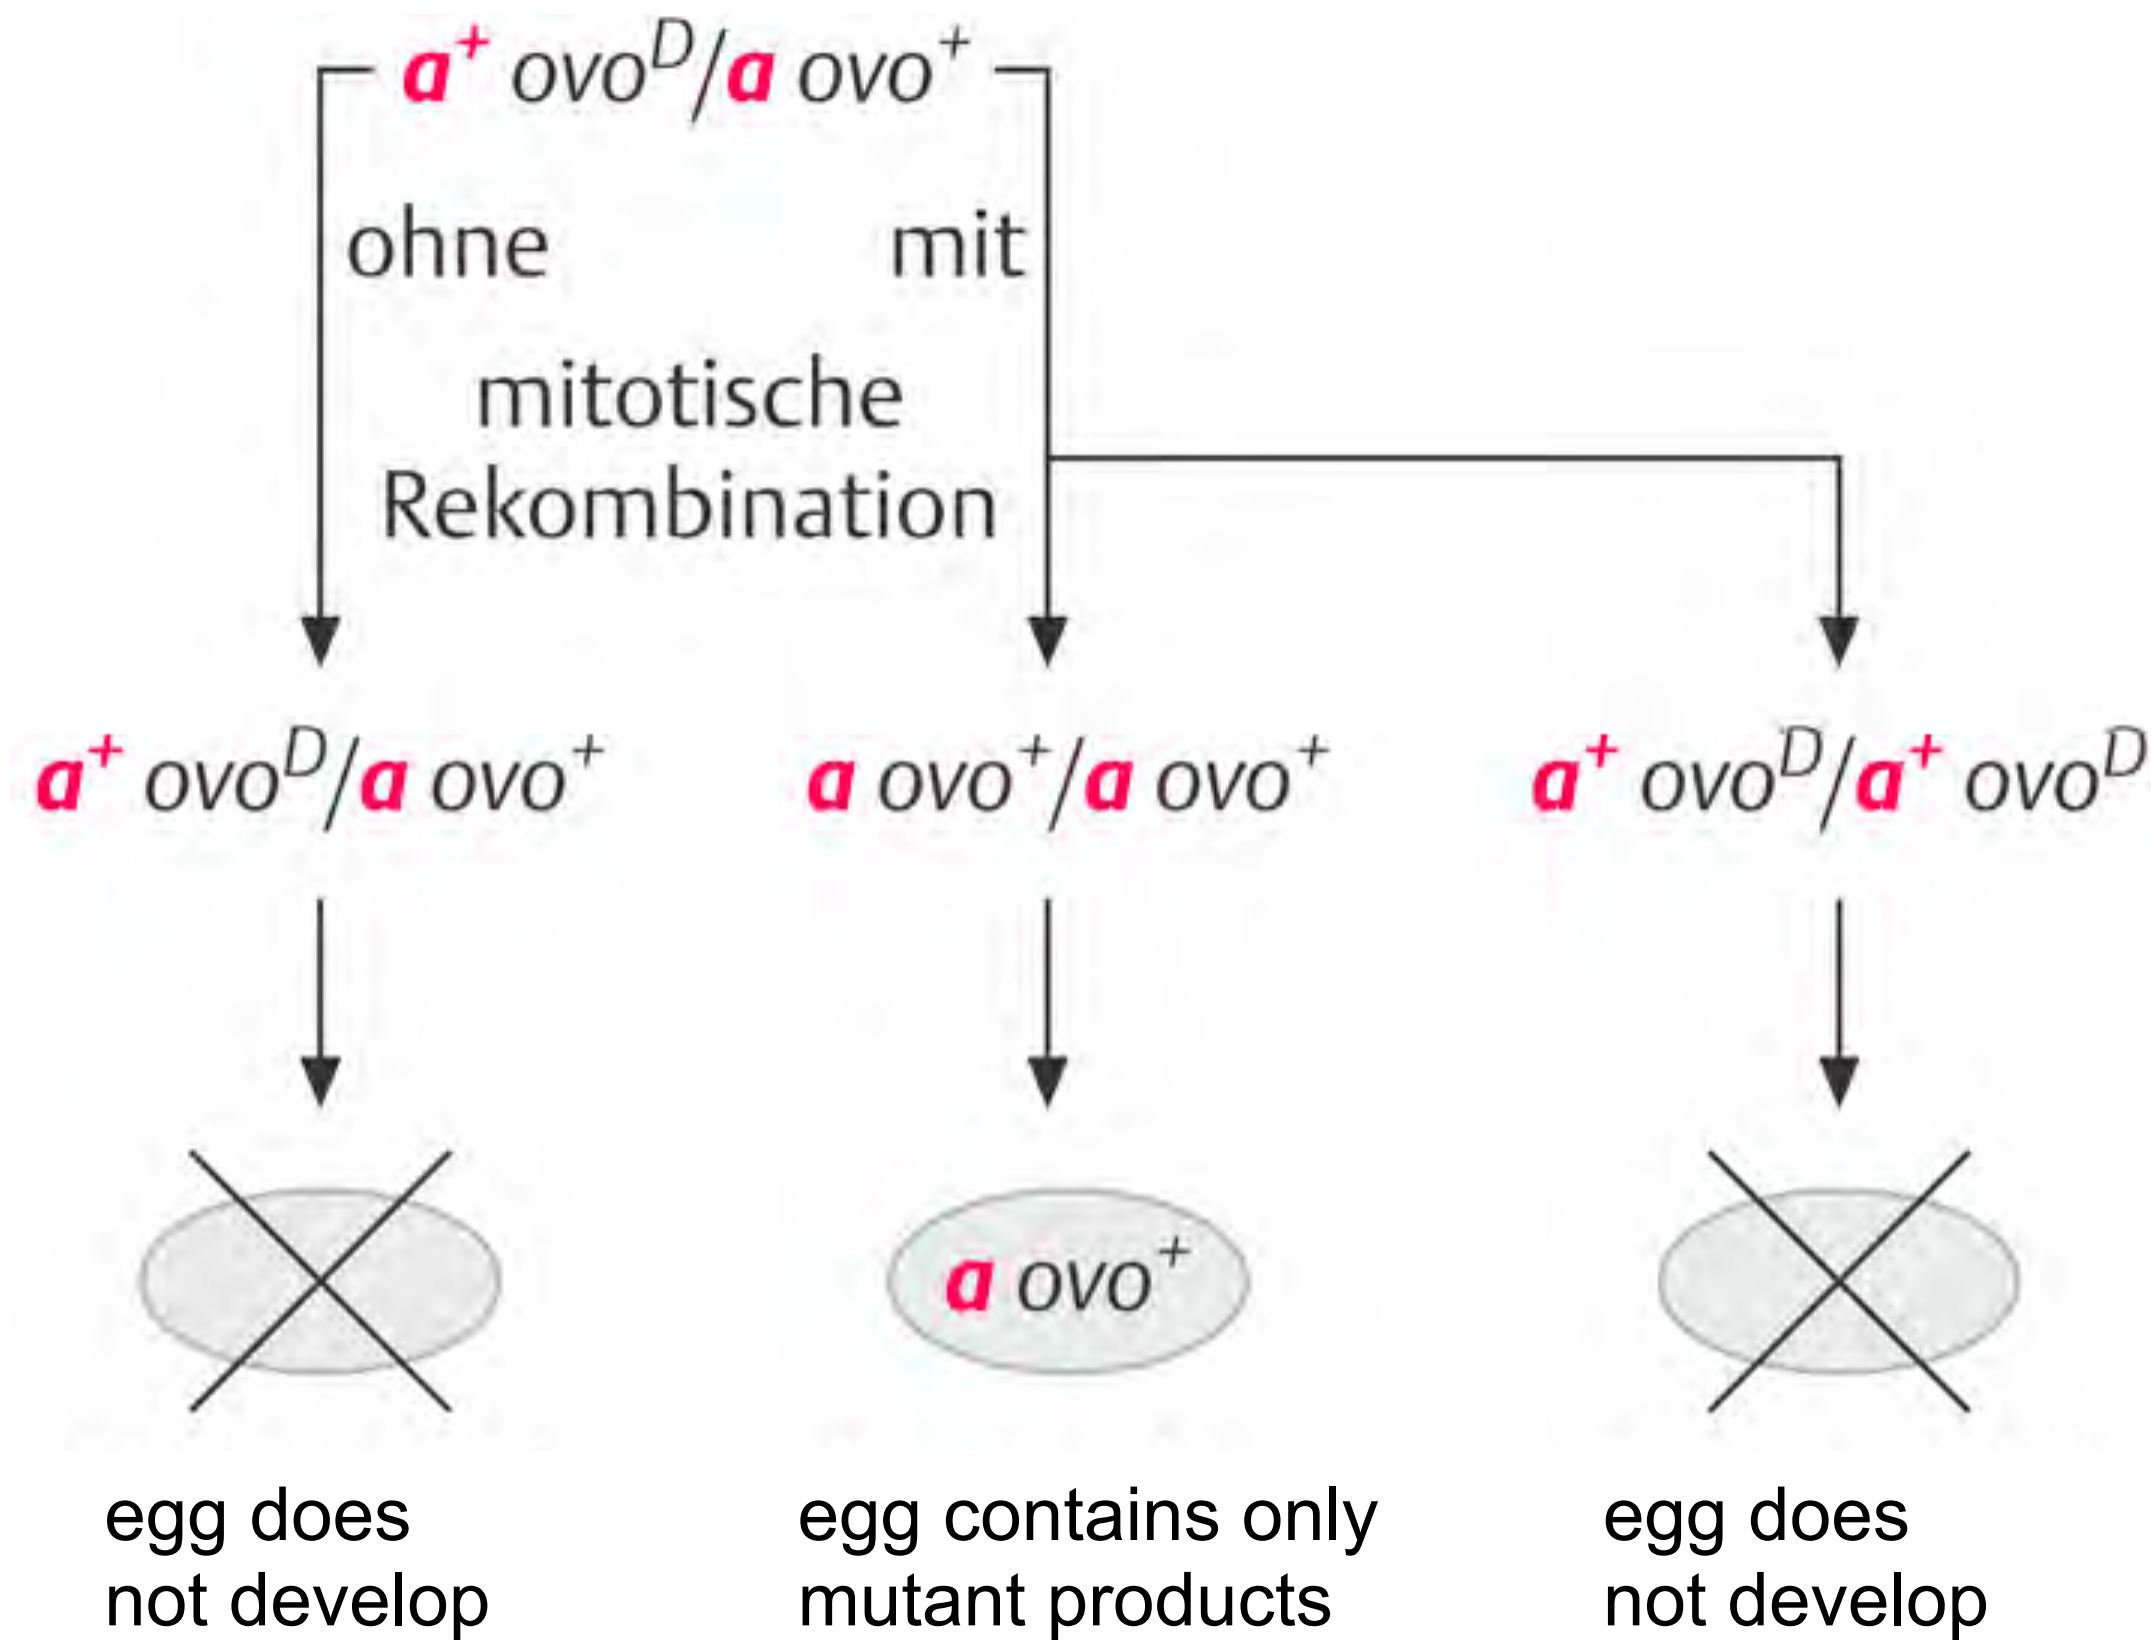 a⁺ ovoᴰ/a ovo⁺
ohne mit
mitotische
Rekombination
a⁺ ovoᴰ/a ovo⁺
a ovo⁺/a ovo⁺
a⁺ ovoᴰ/a⁺ ovoᴰ
a ovo⁺
egg does
not develop
egg contains only
mutant products
egg does
not develop